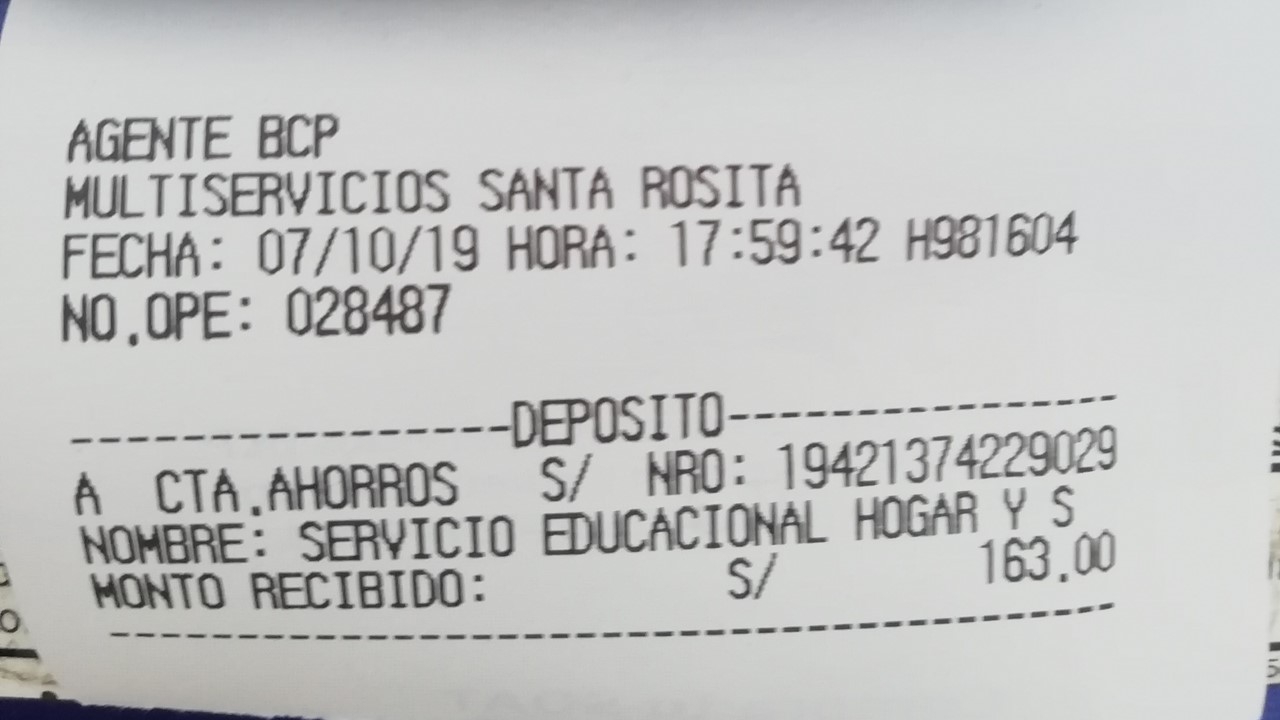 AGENTE BCP
MULTISERVICIOS SANTA ROSITA
FECHA: 07/10/19 HORA: 17:59:42 H981604
NO.OPE: 028487
----------------DEPOSITO----------------
A CTA.AHORROS S/ NRO: 19421374229029
NOMBRE: SERVICIO EDUCACIONAL HOGAR Y S
MONTO RECIBIDO: S/ 163.00
----------------------------------------